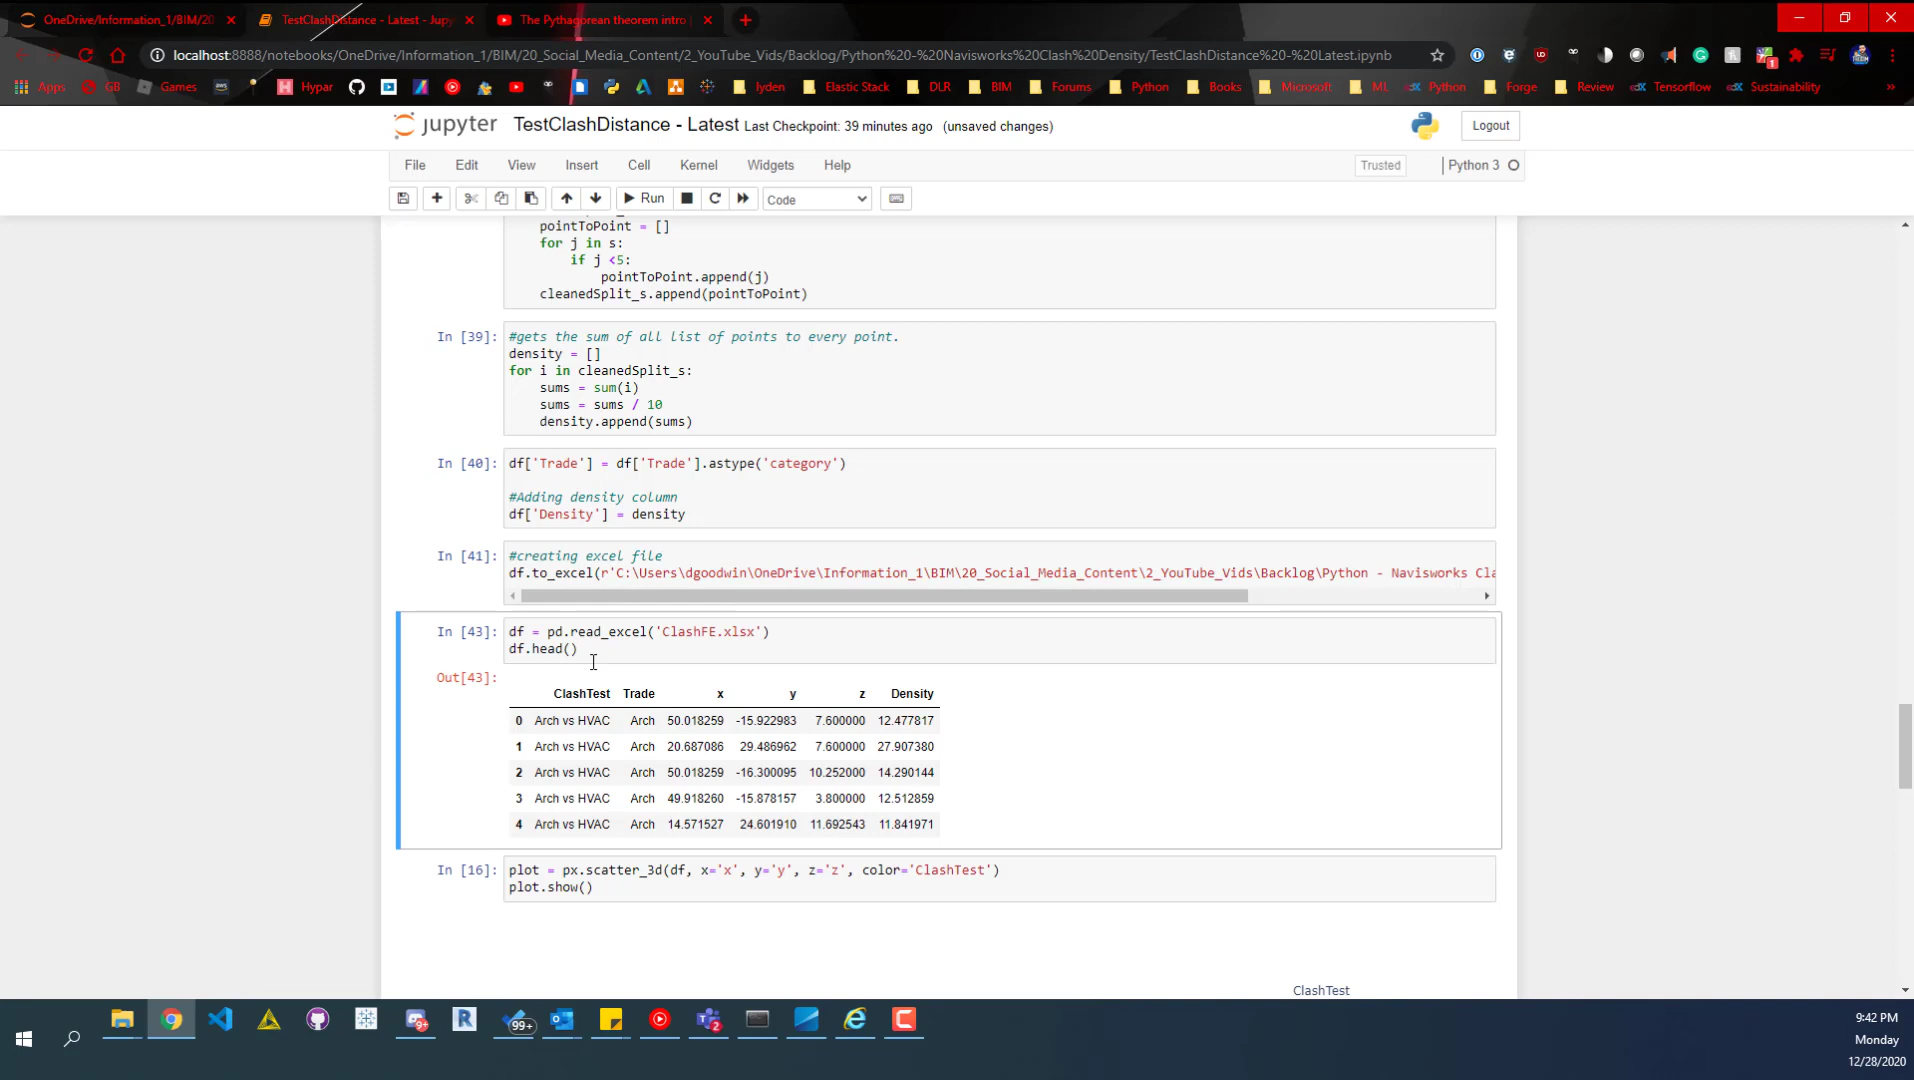 OneDrive/Information_1/BIM/20
TestClashDistance - Latest - Jupy
The Pythagorean theorem intro
localhost:8888/notebooks/OneDrive/Information_1/BIM/20_Social_Media_Content/2_YouTube_Vids/Backlog/Python%20-%20Navisworks%20Clash%20Density/TestClashDistance%20-%20Latest.ipynb
Apps GB Games Hypar Iyden Elastic Stack DLR BIM Forums Python Books Microsoft ML Python Forge Review Tensorflow Sustainability »
jupyter TestClashDistance - Latest Last Checkpoint: 39 minutes ago (unsaved changes)
Logout
File Edit View Insert Cell Kernel Widgets Help
Trusted Python 3
Run Code
pointToPoint = []
for j in s:
if j <5:
pointToPoint.append(j)
cleanedSplit_s.append(pointToPoint)
In [39]: #gets the sum of all list of points to every point.
density = []
for i in cleanedSplit_s:
sums = sum(i)
sums = sums / 10
density.append(sums)
In [40]: df['Trade'] = df['Trade'].astype('category')
#Adding density column
df['Density'] = density
In [41]: #creating excel file
df.to_excel(r'C:\Users\dgoodwin\OneDrive\Information_1\BIM\20_Social_Media_Content\2_YouTube_Vids\Backlog\Python - Navisworks Cla
In [43]: df = pd.read_excel('ClashFE.xlsx')
df.head()
Out[43]:
ClashTest Trade x y z Density
0 Arch vs HVAC Arch 50.018259 -15.922983 7.600000 12.477817
1 Arch vs HVAC Arch 20.687086 29.486962 7.600000 27.907380
2 Arch vs HVAC Arch 50.018259 -16.300095 10.252000 14.290144
3 Arch vs HVAC Arch 49.918260 -15.878157 3.800000 12.512859
4 Arch vs HVAC Arch 14.571527 24.601910 11.692543 11.841971
In [16]: plot = px.scatter_3d(df, x='x', y='y', z='z', color='ClashTest')
plot.show()
ClashTest
9+
99+
2
9:42 PM
Monday
12/28/2020